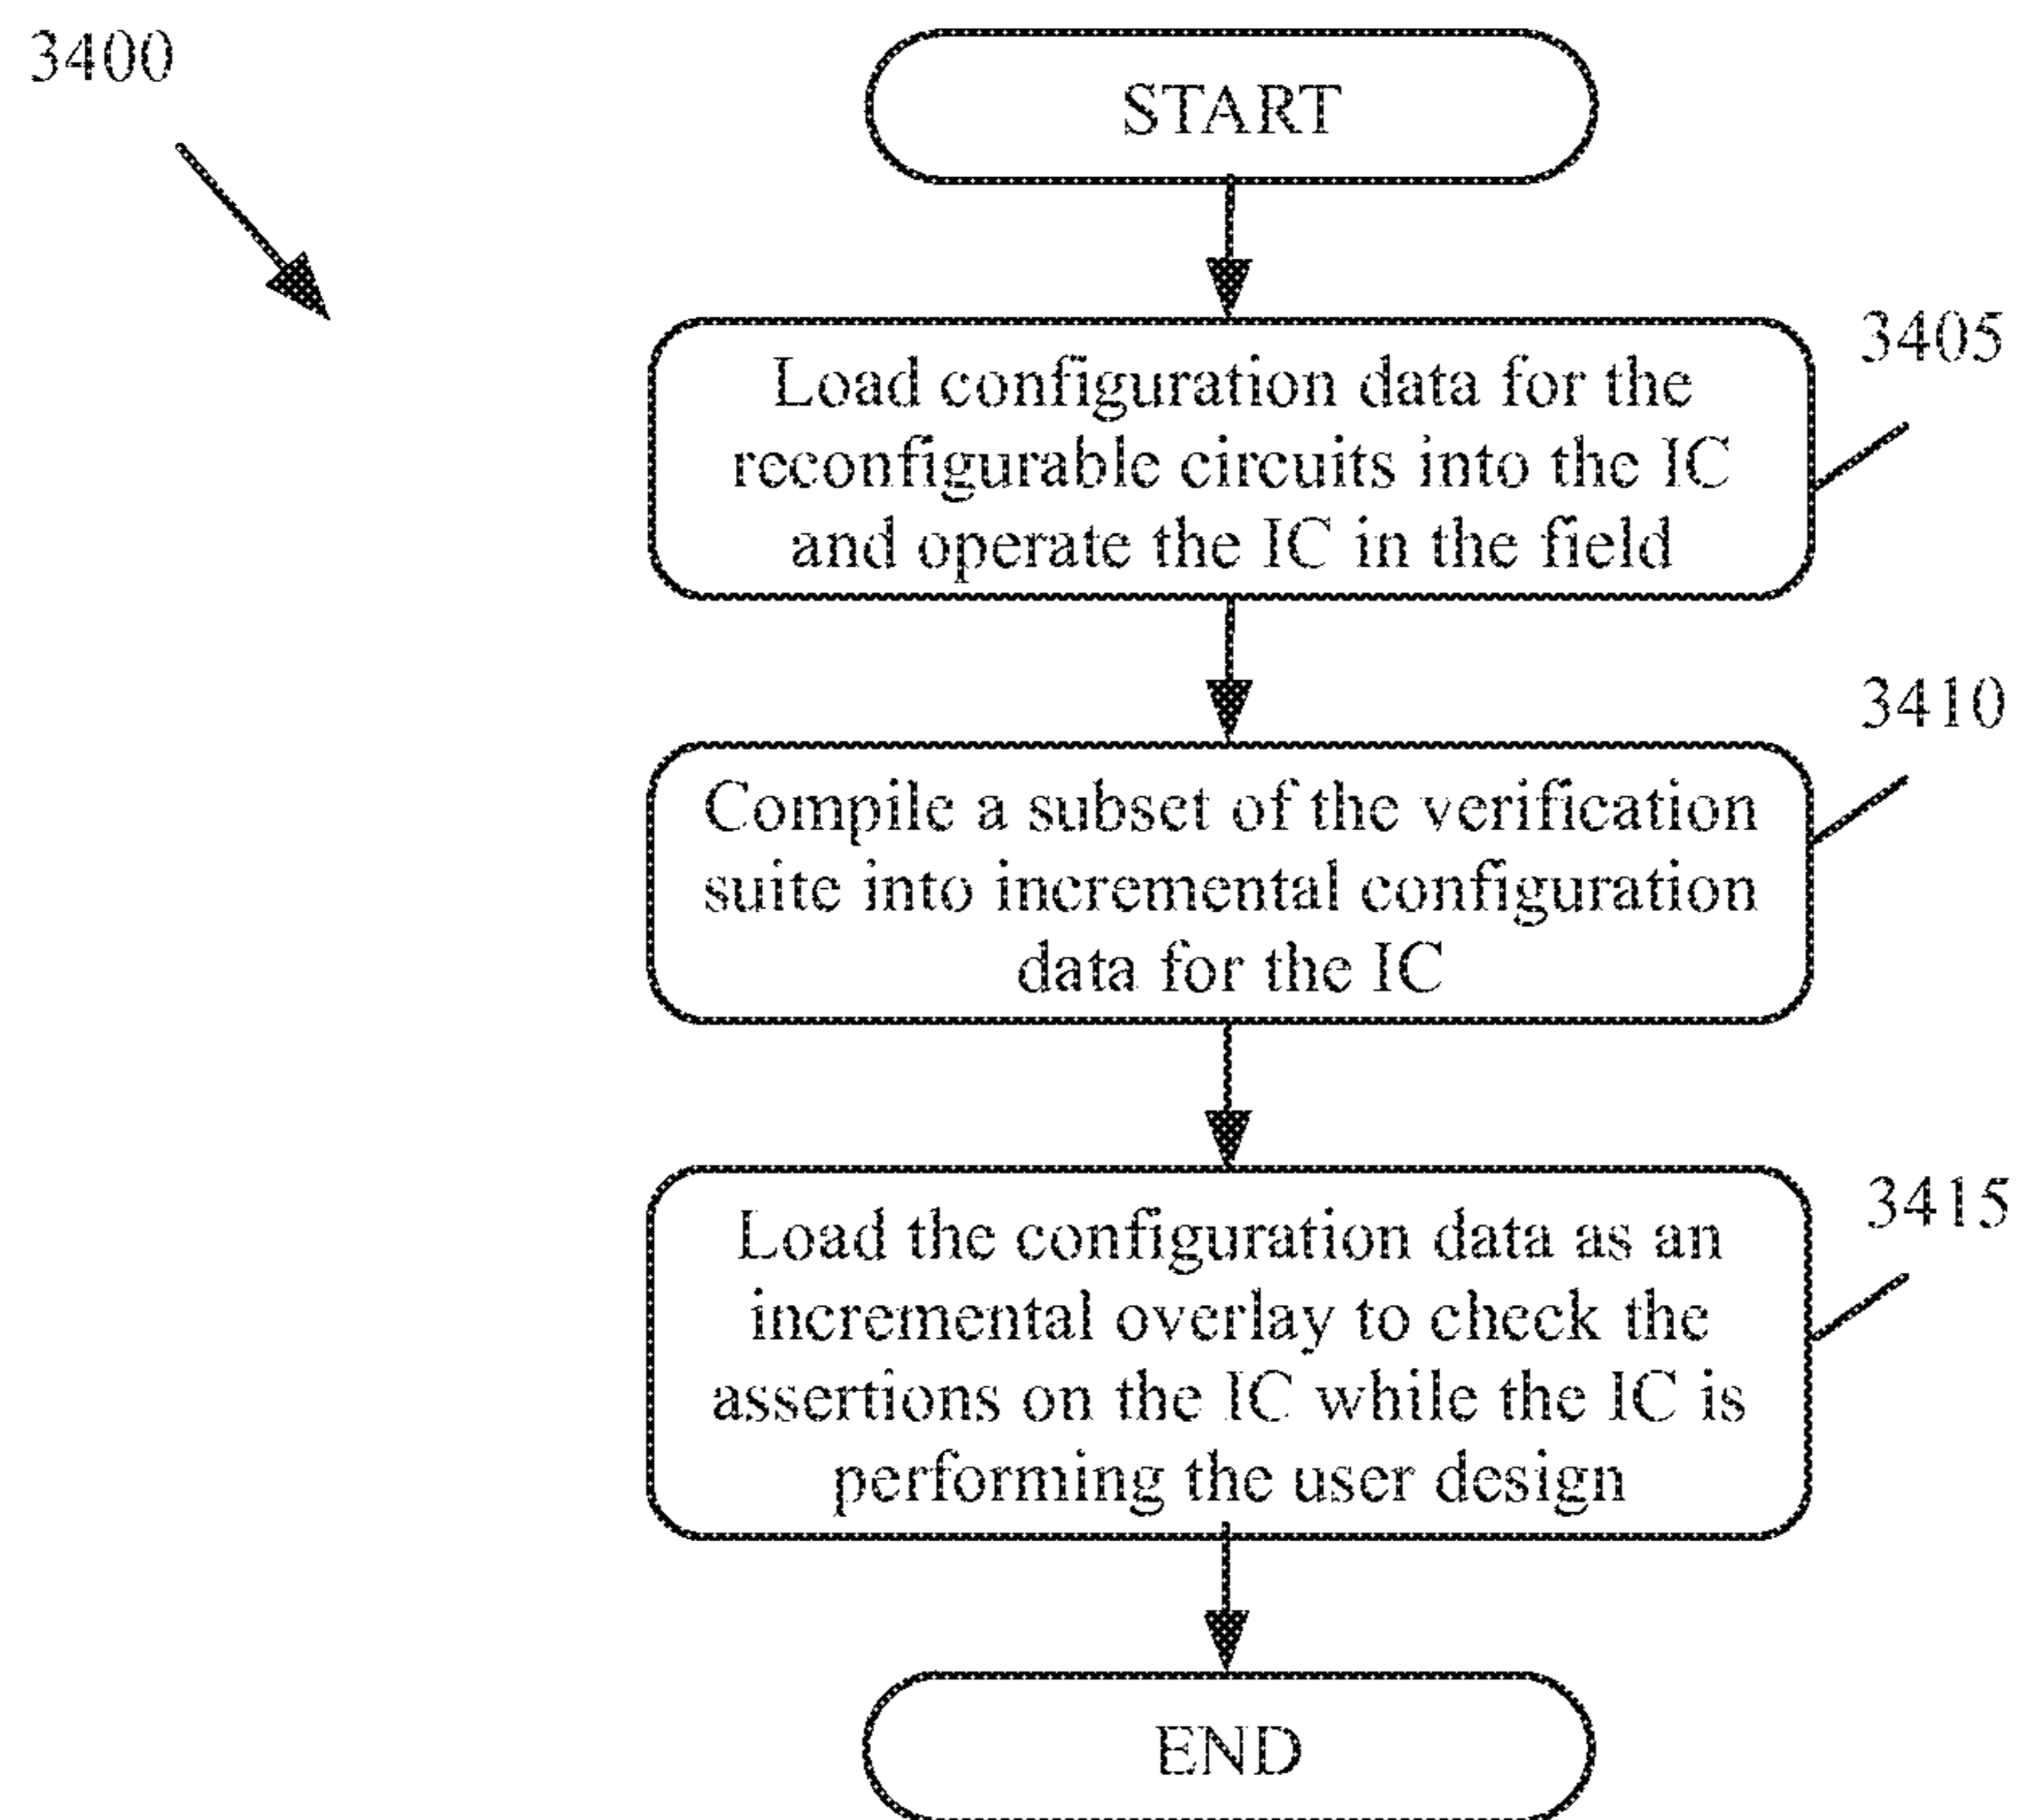 3400
START
3405
Load configuration data for the
reconfigurable circuits into the IC
and operate the IC in the field
3410
Compile a subset of the verification
suite into incremental configuration
data for the IC
3415
Load the configuration data as an
incremental overlay to check the
assertions on the IC while the IC is
performing the user design
END